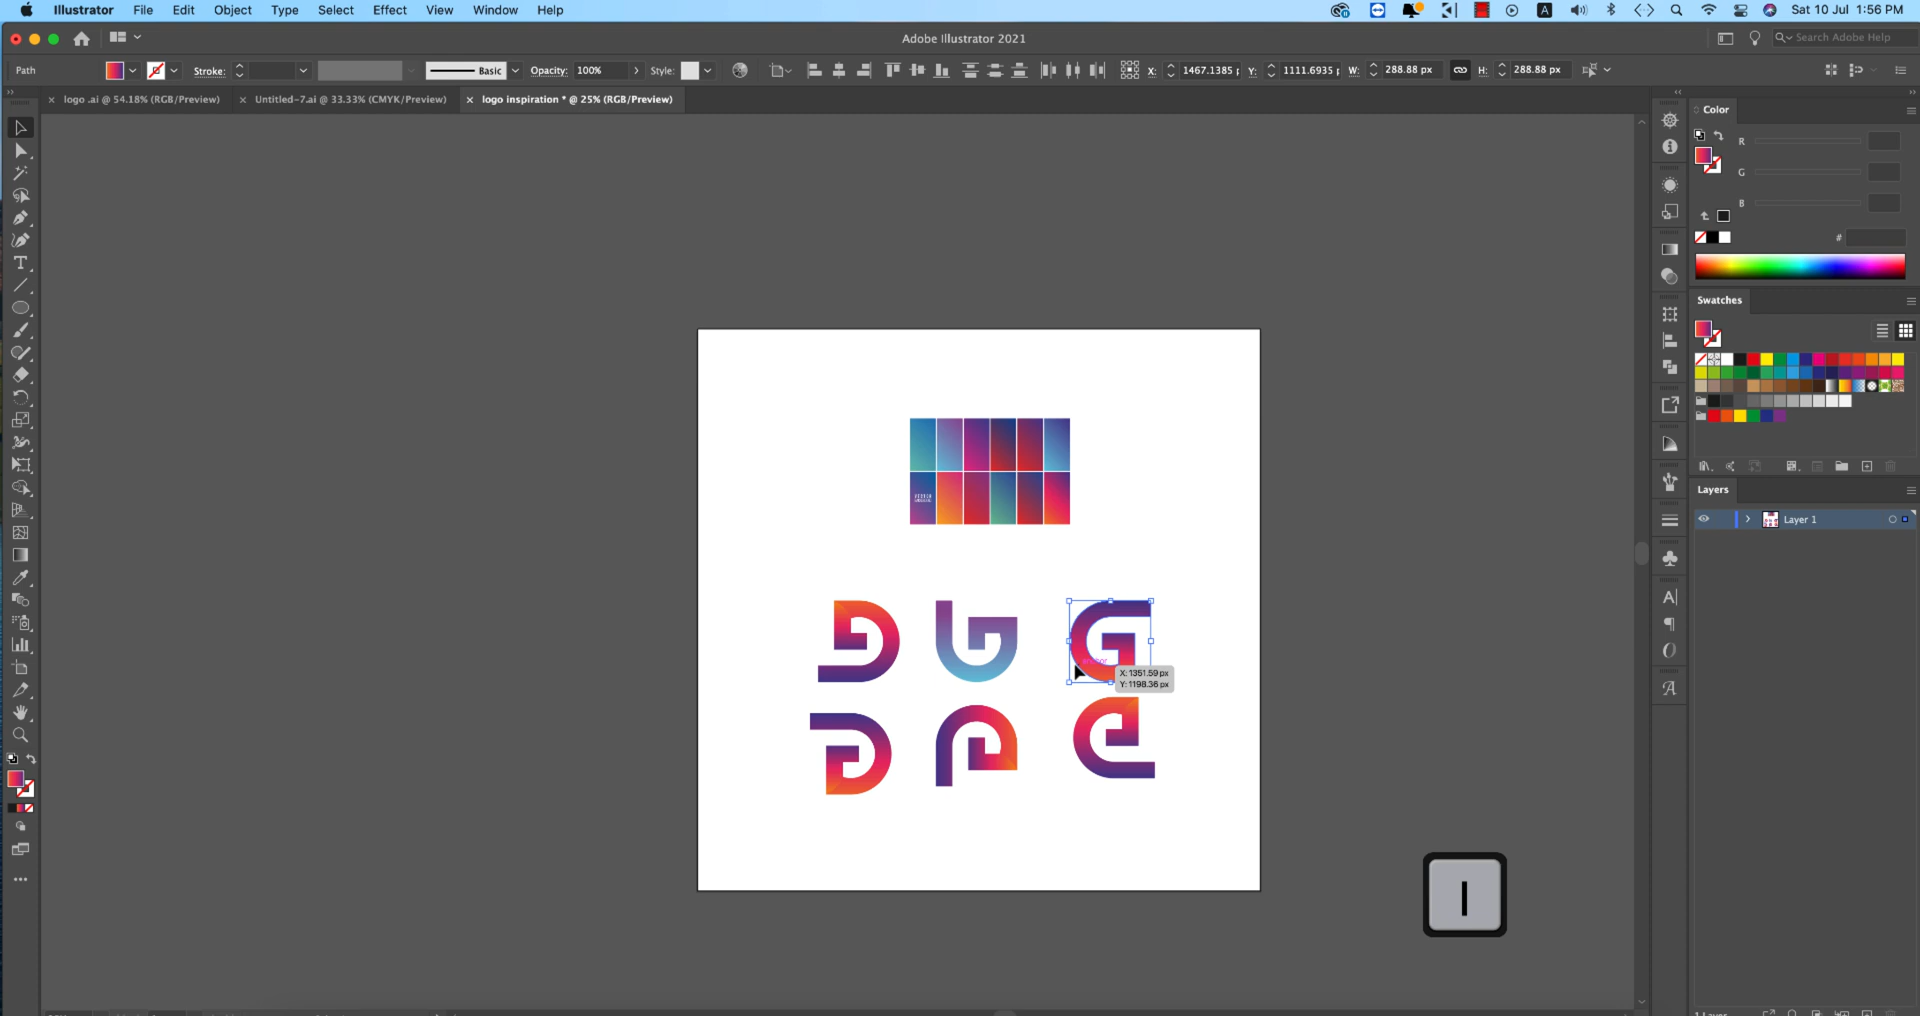 Illustrator File Edit Object Type Select Effect View Window Help
A
Sat 10 Jul 1:56 PM
Adobe Illustrator 2021
Search Adobe Help
Path
Stroke:
Basic
Opacity: 100%
Style:
X: 1467.1385
Y: 1111.6935
W: 288.88 px
H: 288.88 px
logo .ai @ 54.18% (RGB/Preview)
Untitled-7.ai @ 33.33% (CMYK/Preview)
logo inspiration * @ 25% (RGB/Preview)
Color
R
G
B
#
Swatches
Layers
Layer 1
X: 1351.59 px
Y: 1198.36 px
I
1 Layer